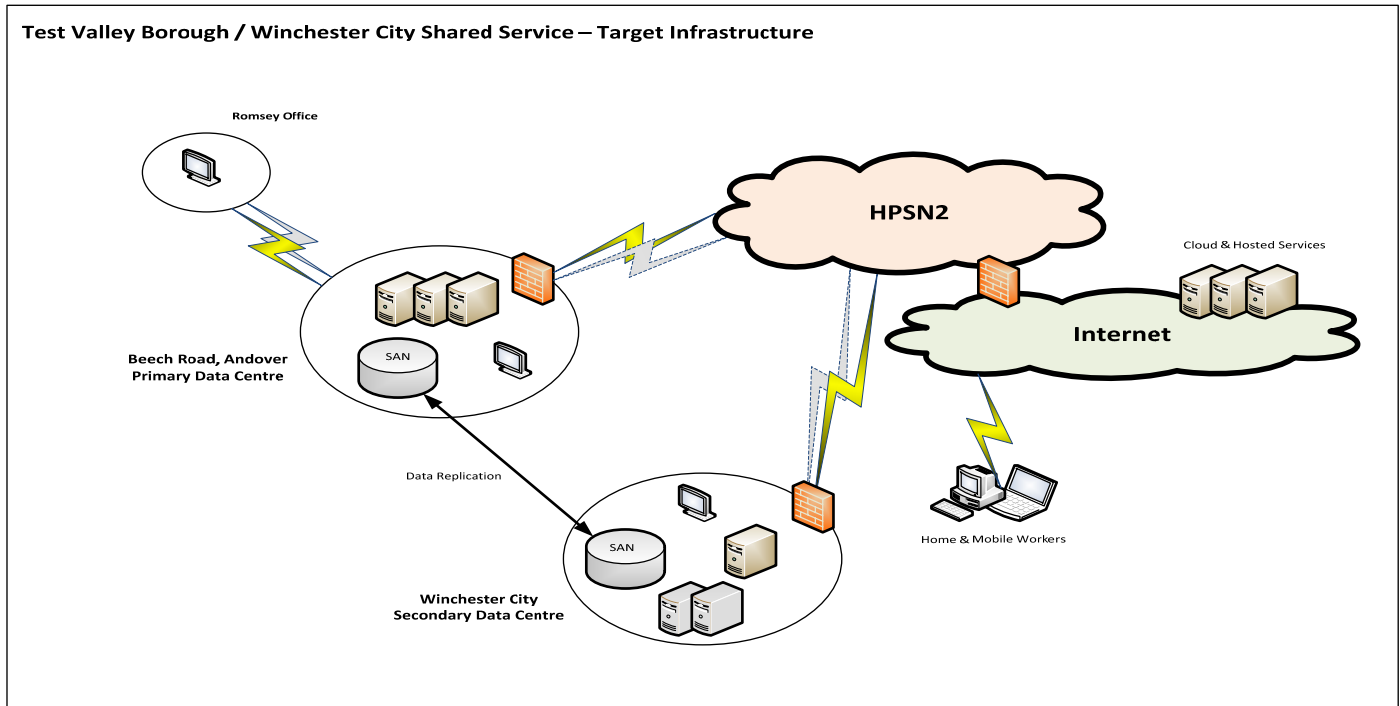 Test Valley Borough / Winchester City Shared Service – Target Infrastructure
Romsey Office
HPSN2
Cloud & Hosted Services
Internet
Beech Road, Andover
Primary Data Centre
SAN
Data Replication
Home & Mobile Workers
SAN
Winchester City
Secondary Data Centre